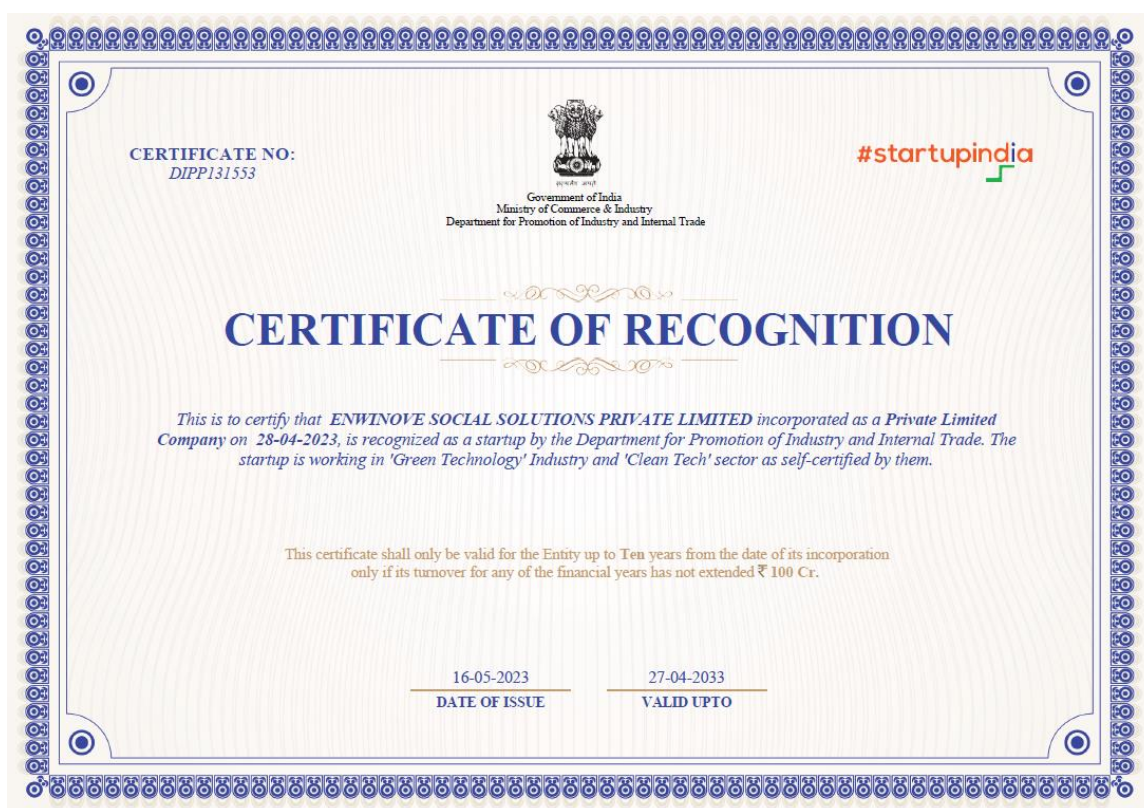 CERTIFICATE NO:
DIPP131553
#startupindia
सत्यमेव जयते
Government of India
Ministry of Commerce & Industry
Department for Promotion of Industry and Internal Trade
CERTIFICATE OF RECOGNITION
This is to certify that ENWINOVE SOCIAL SOLUTIONS PRIVATE LIMITED incorporated as a Private Limited
Company on 28-04-2023, is recognized as a startup by the Department for Promotion of Industry and Internal Trade. The
startup is working in 'Green Technology' Industry and 'Clean Tech' sector as self-certified by them.
This certificate shall only be valid for the Entity up to Ten years from the date of its incorporation
only if its turnover for any of the financial years has not extended ₹ 100 Cr.
16-05-2023
DATE OF ISSUE
27-04-2033
VALID UPTO